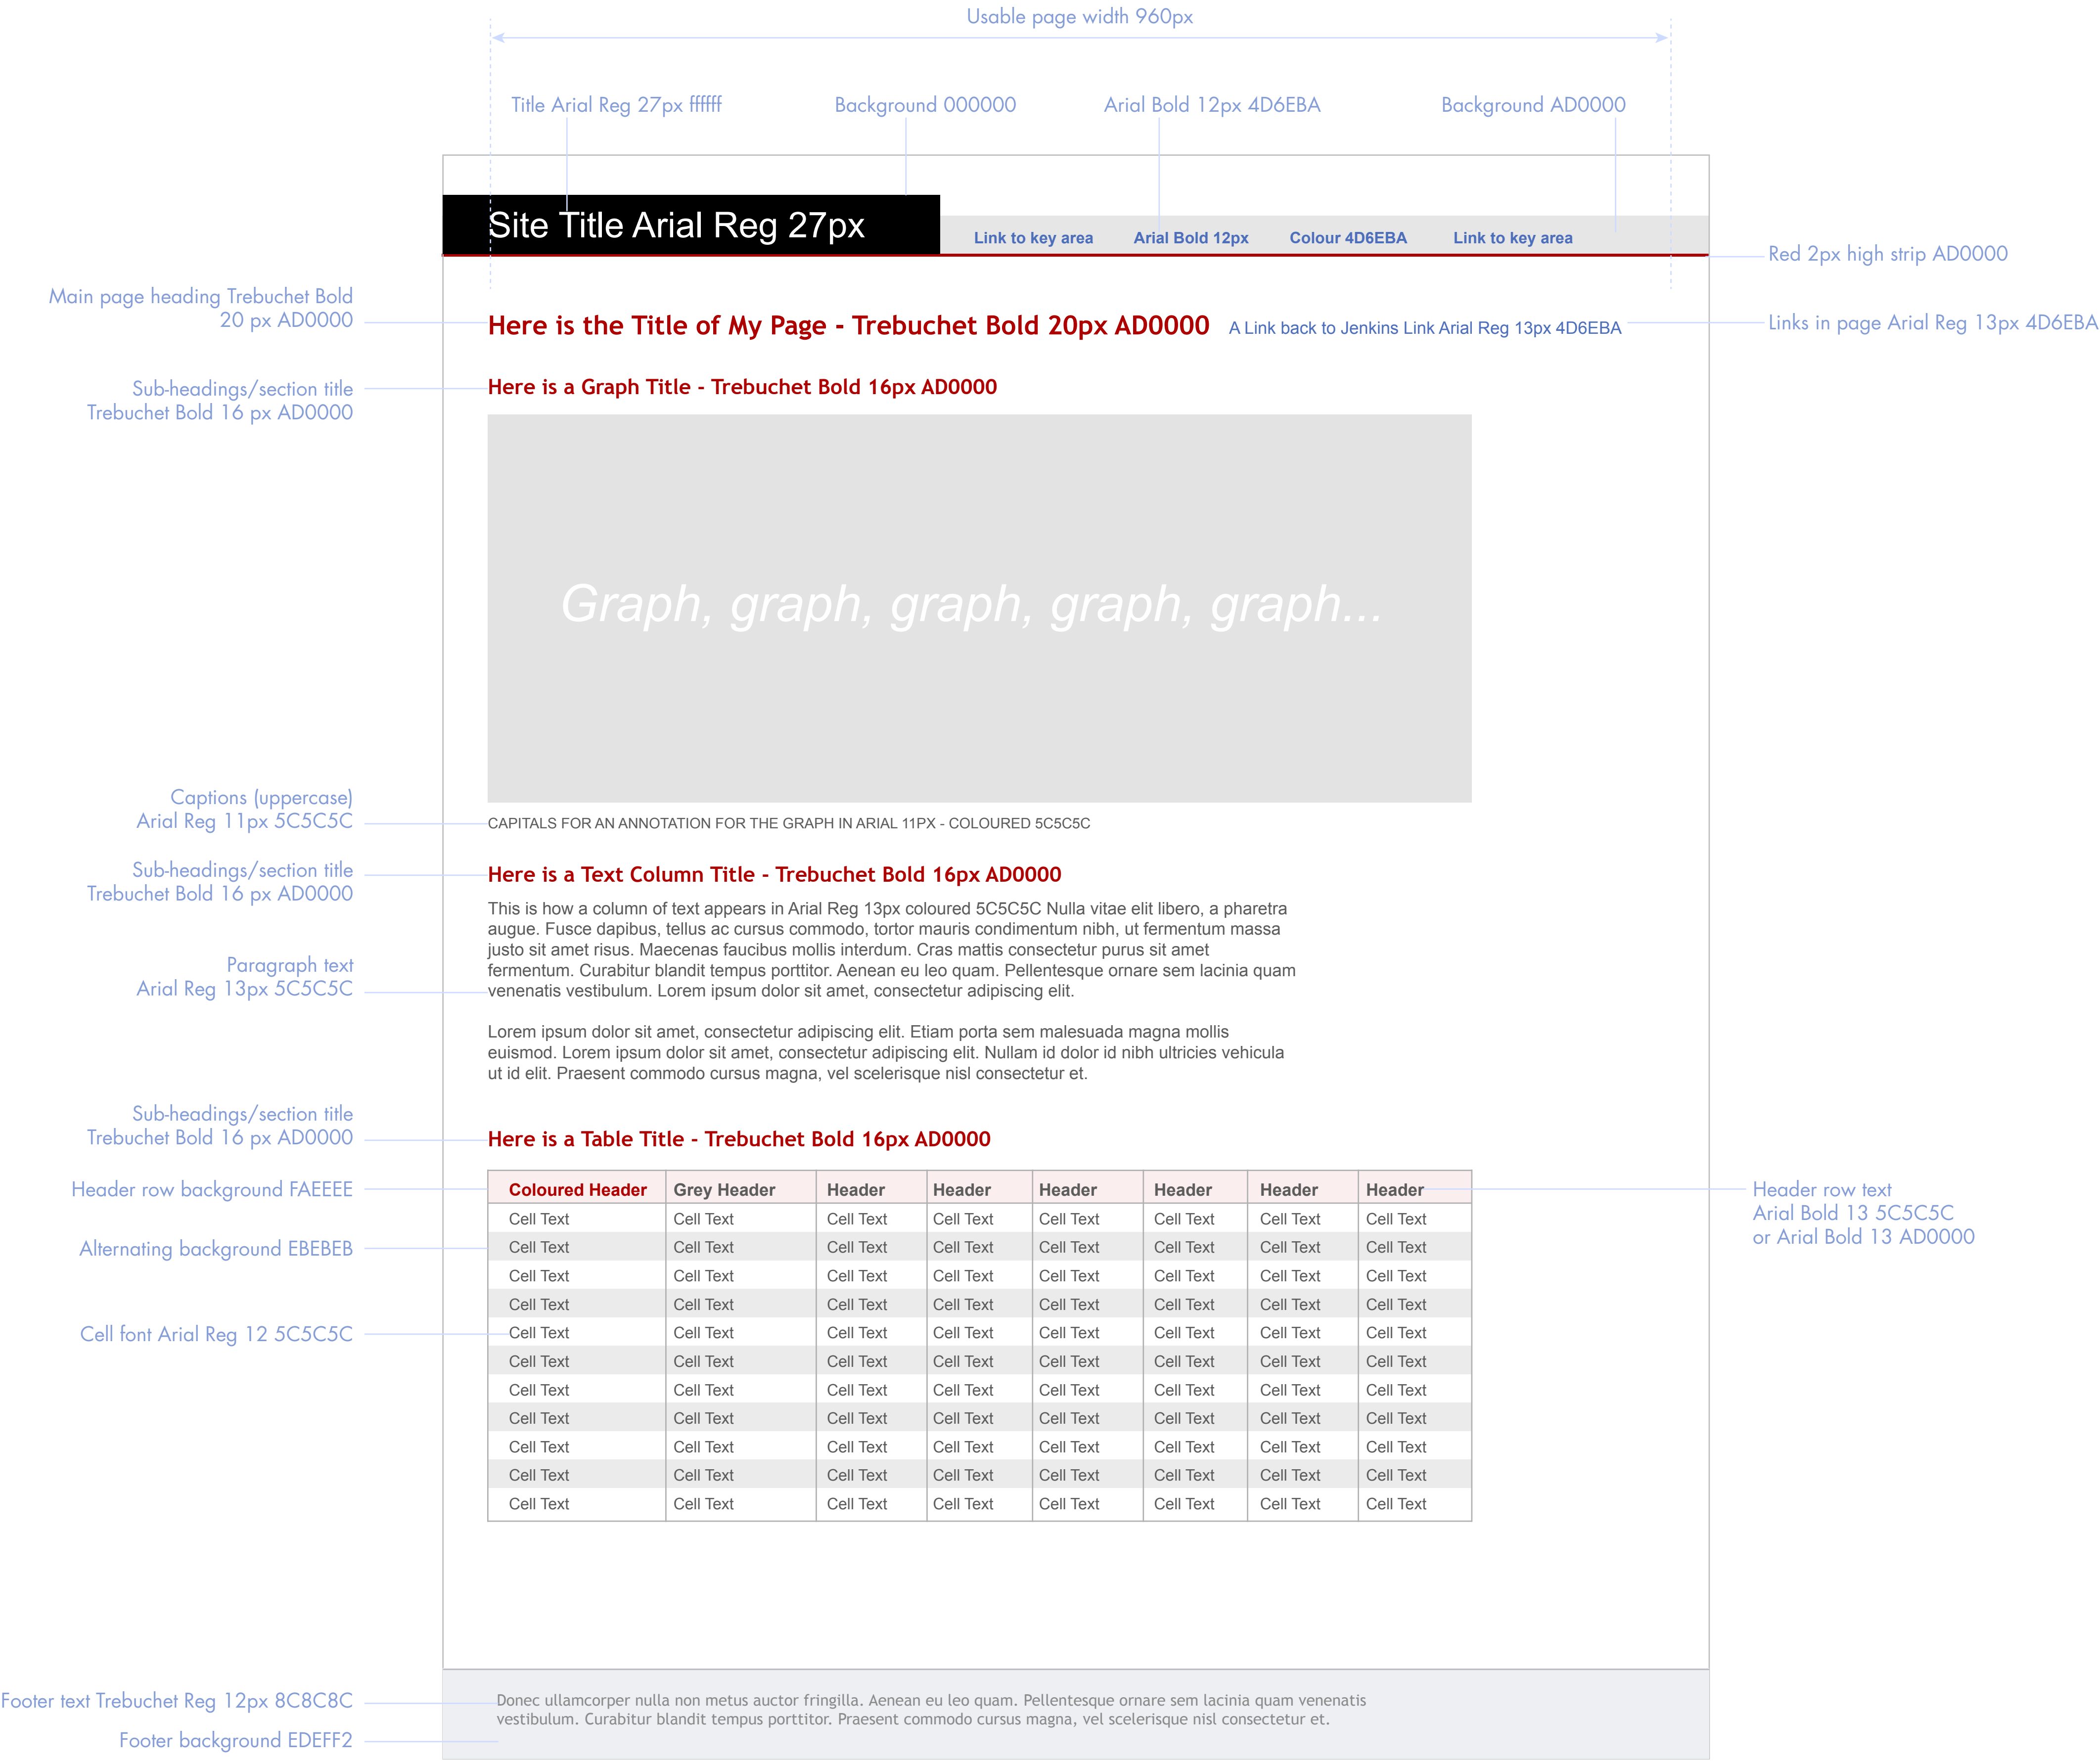 Usable page width 960px
Title Arial Reg 27px ffffff
Background 000000
Arial Bold 12px 4D6EBA
Background AD0000
Site Title Arial Reg 27px
Link to key area
Arial Bold 12px
Colour 4D6EBA
Link to key area
Red 2px high strip AD0000
Main page heading Trebuchet Bold
20 px AD0000
Here is the Title of My Page - Trebuchet Bold 20px AD0000
A Link back to Jenkins Link Arial Reg 13px 4D6EBA
Links in page Arial Reg 13px 4D6EBA
Sub-headings/section title
Trebuchet Bold 16 px AD0000
Here is a Graph Title - Trebuchet Bold 16px AD0000
Graph, graph, graph, graph, graph...
Captions (uppercase)
Arial Reg 11px 5C5C5C
CAPITALS FOR AN ANNOTATION FOR THE GRAPH IN ARIAL 11PX - COLOURED 5C5C5C
Sub-headings/section title
Trebuchet Bold 16 px AD0000
Here is a Text Column Title - Trebuchet Bold 16px AD0000
This is how a column of text appears in Arial Reg 13px coloured 5C5C5C Nulla vitae elit libero, a pharetra
augue. Fusce dapibus, tellus ac cursus commodo, tortor mauris condimentum nibh, ut fermentum massa
justo sit amet risus. Maecenas faucibus mollis interdum. Cras mattis consectetur purus sit amet
fermentum. Curabitur blandit tempus porttitor. Aenean eu leo quam. Pellentesque ornare sem lacinia quam
venenatis vestibulum. Lorem ipsum dolor sit amet, consectetur adipiscing elit.
Paragraph text
Arial Reg 13px 5C5C5C
Lorem ipsum dolor sit amet, consectetur adipiscing elit. Etiam porta sem malesuada magna mollis
euismod. Lorem ipsum dolor sit amet, consectetur adipiscing elit. Nullam id dolor id nibh ultricies vehicula
ut id elit. Praesent commodo cursus magna, vel scelerisque nisl consectetur et.
Sub-headings/section title
Trebuchet Bold 16 px AD0000
Here is a Table Title - Trebuchet Bold 16px AD0000
Header row background FAEEEE
Coloured Header Grey Header Header Header Header Header Header Header
Header row text
Arial Bold 13 5C5C5C
or Arial Bold 13 AD0000
Cell Text Cell Text Cell Text Cell Text Cell Text Cell Text Cell Text Cell Text
Alternating background EBEBEB
Cell Text Cell Text Cell Text Cell Text Cell Text Cell Text Cell Text Cell Text
Cell Text Cell Text Cell Text Cell Text Cell Text Cell Text Cell Text Cell Text
Cell Text Cell Text Cell Text Cell Text Cell Text Cell Text Cell Text Cell Text
Cell font Arial Reg 12 5C5C5C
Cell Text Cell Text Cell Text Cell Text Cell Text Cell Text Cell Text Cell Text
Cell Text Cell Text Cell Text Cell Text Cell Text Cell Text Cell Text Cell Text
Cell Text Cell Text Cell Text Cell Text Cell Text Cell Text Cell Text Cell Text
Cell Text Cell Text Cell Text Cell Text Cell Text Cell Text Cell Text Cell Text
Cell Text Cell Text Cell Text Cell Text Cell Text Cell Text Cell Text Cell Text
Cell Text Cell Text Cell Text Cell Text Cell Text Cell Text Cell Text Cell Text
Cell Text Cell Text Cell Text Cell Text Cell Text Cell Text Cell Text Cell Text
Footer text Trebuchet Reg 12px 8C8C8C
Donec ullamcorper nulla non metus auctor fringilla. Aenean eu leo quam. Pellentesque ornare sem lacinia quam venenatis
vestibulum. Curabitur blandit tempus porttitor. Praesent commodo cursus magna, vel scelerisque nisl consectetur et.
Footer background EDEFF2